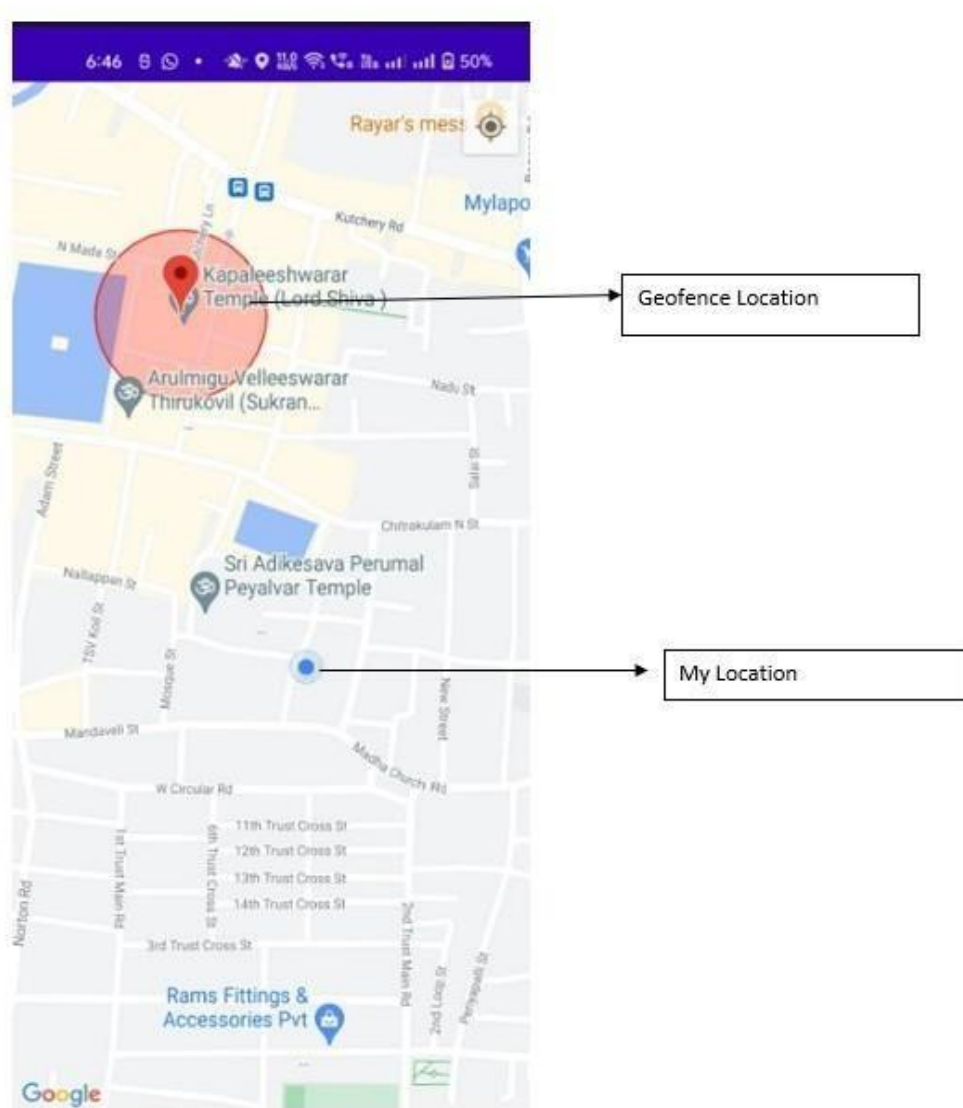 6:46
50%
Rayar's mess
Mylapo
Kutchery Rd
N Mada St
Kapaleeshwarar
Temple (Lord Shiva )
Geofence Location
Arulmigu Velleeswarar
Thirukovil (Sukran...
Nadu St
Adam Street
Chitrakulam N St
Sri Adikesava Perumal
Peyalvar Temple
Nallappan St
TSV Koil St
Mosque St
My Location
New Street
Mandaveli St
Madha Church Rd
W Circular Rd
11th Trust Cross St
12th Trust Cross St
13th Trust Cross St
14th Trust Cross St
1st Trust Main Rd
6th Trust Cross St
Norton Rd
2nd Trust Main Rd
3rd Trust Cross St
2nd Loop St
Rams Fittings &
Accessories Pvt
Google